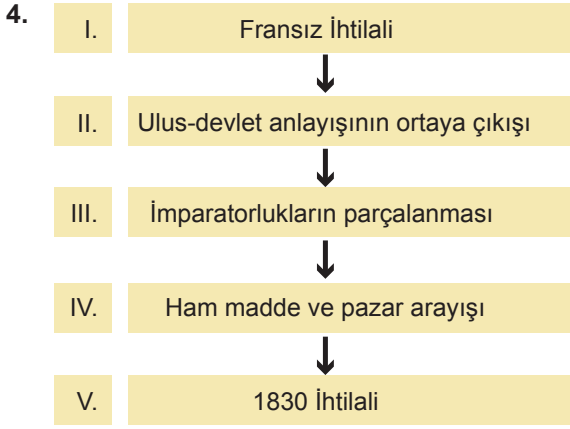 4.
I. Fransız İhtilali
II. Ulus-devlet anlayışının ortaya çıkışı
III. İmparatorlukların parçalanması
IV. Ham madde ve pazar arayışı
V. 1830 İhtilali